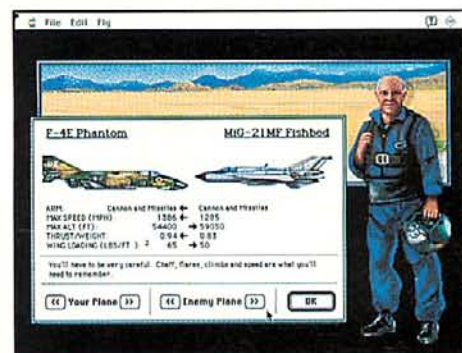 File Edit Fly
F-4E Phantom MiG-21MF Fishbed
ARM: Cannon and Missiles ← Cannon and Missiles
MAX SPEED (MPH): 1386 ← 1285
MAX ALT (FT): 54400 → 59050
THRUST/WEIGHT: 0.94 ← 0.83
WING LOADING (LBS/FT ): 2 65 → 50
You'll have to be very careful. Chaff, flares, climbs and speed are what you'll
need to remember.
<< Your Plane >> << Enemy Plane >> OK